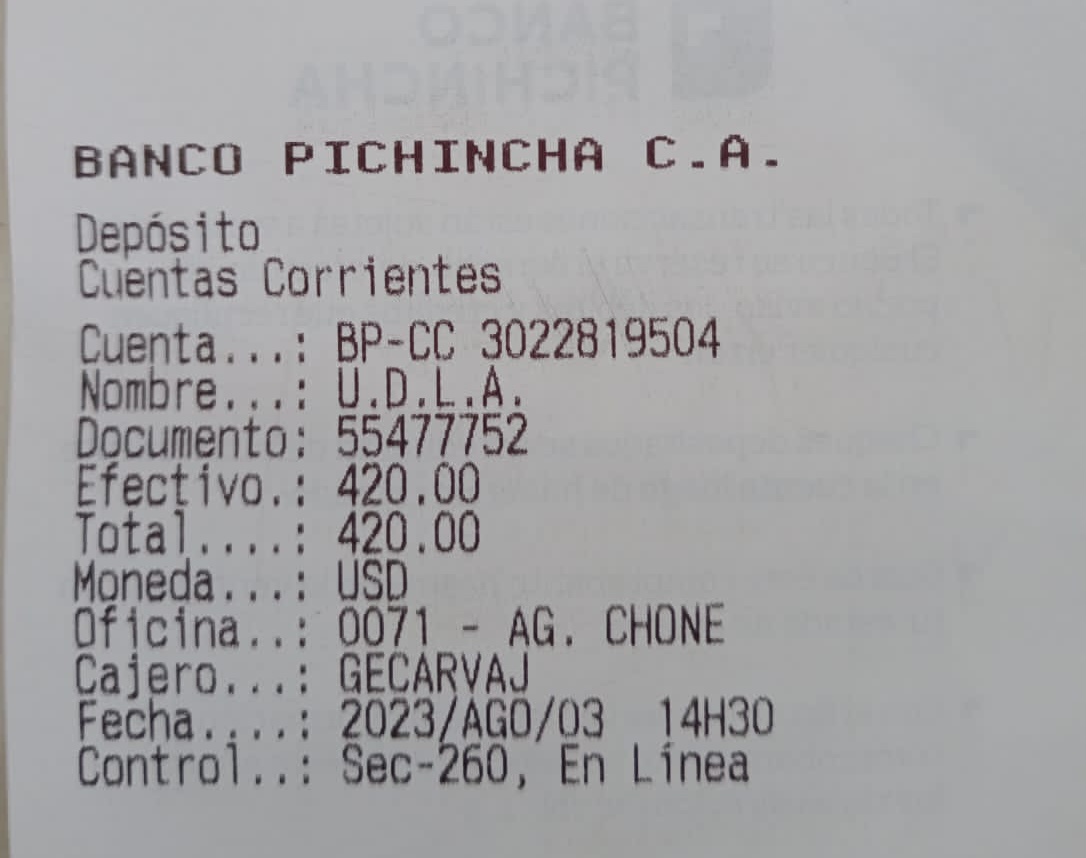 BANCO PICHINCHA C.A.
Depósito
Cuentas Corrientes
Cuenta...: BP-CC 3022819504
Nombre...: U.D.L.A.
Documento: 55477752
Efectivo.: 420.00
Total....: 420.00
Moneda...: USD
Oficina..: 0071 - AG. CHONE
Cajero...: GECARVAJ
Fecha....: 2023/AGO/03 14H30
Control..: Sec-260, En Línea